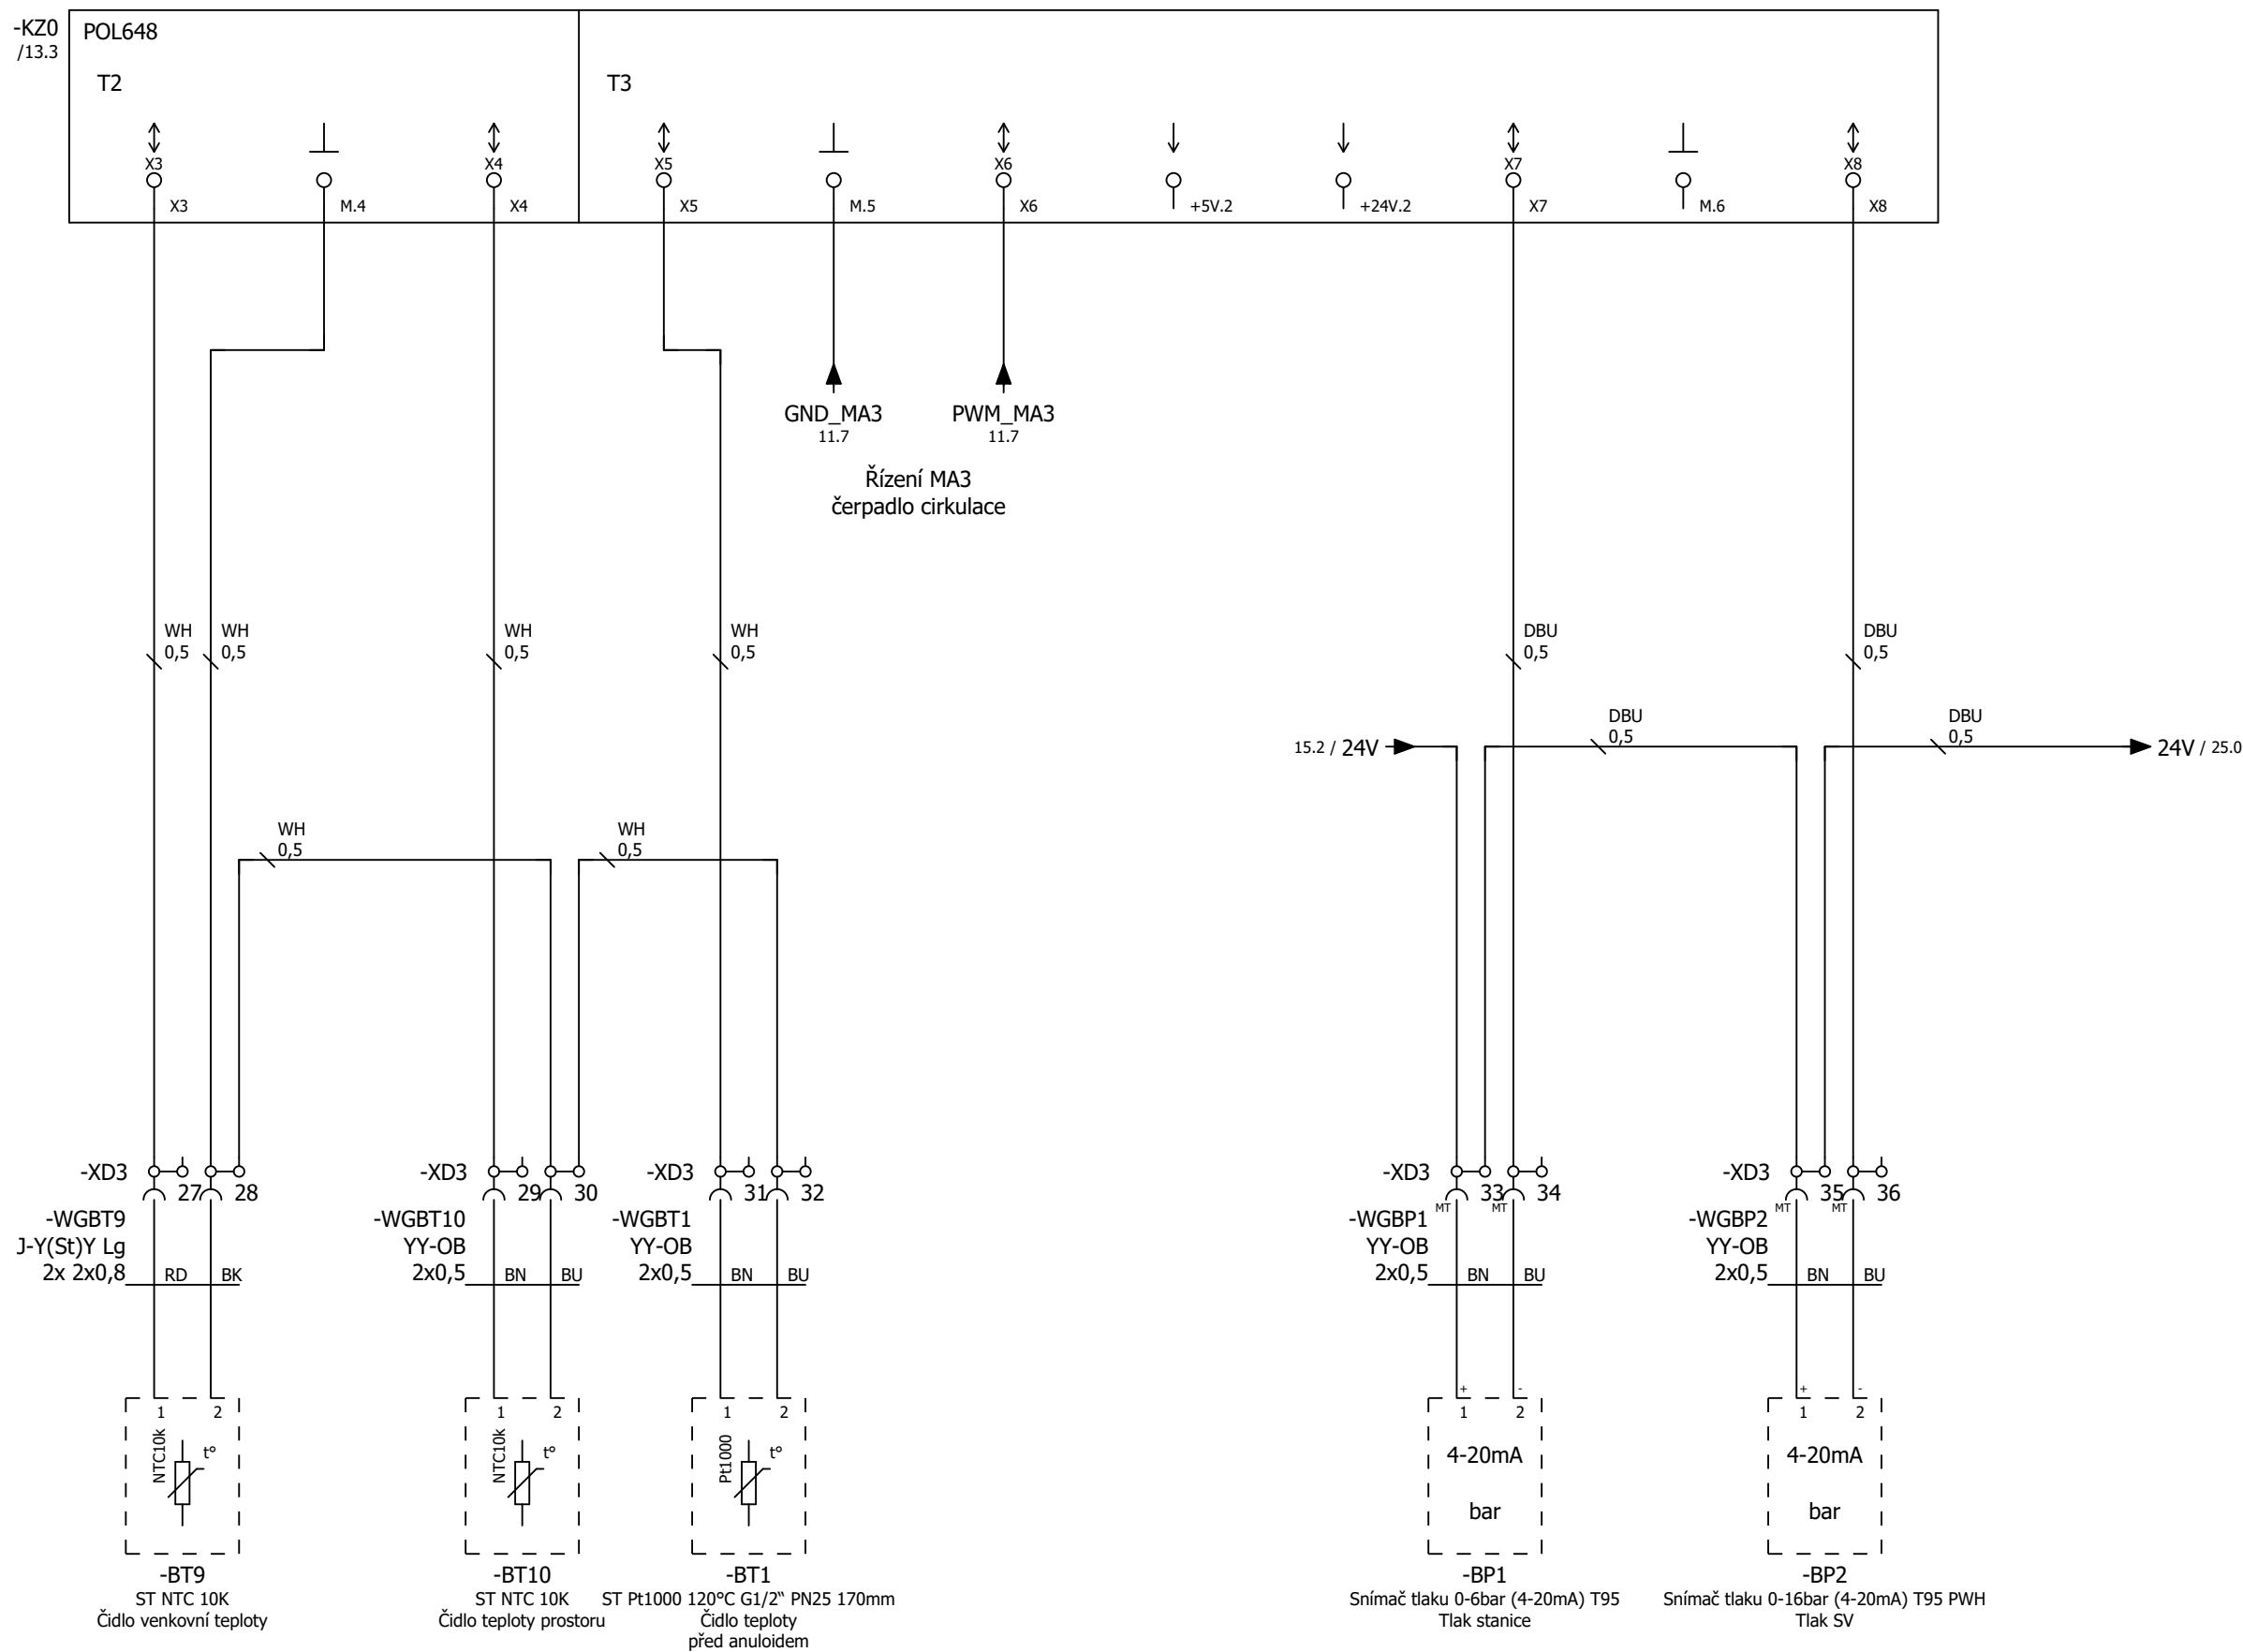 -KZ0
/13.3
POL648
T2
T3
X3
X4
X5
X6
X7
X8
X3
M.4
X4
X5
M.5
X6
+5V.2
+24V.2
X7
M.6
X8
GND_MA3
11.7
PWM_MA3
11.7
Řízení MA3
čerpadlo cirkulace
WH
0,5
WH
0,5
WH
0,5
WH
0,5
DBU
0,5
DBU
0,5
15.2 / 24V
DBU
0,5
DBU
0,5
24V / 25.0
WH
0,5
WH
0,5
-XD3
27
28
-XD3
29
30
-XD3
31
32
-XD3
33
34
-XD3
35
36
-WGBT9
J-Y(St)Y Lg
2x 2x0,8
RD
BK
-WGBT10
YY-OB
2x0,5
BN
BU
-WGBT1
YY-OB
2x0,5
BN
BU
MT
MT
-WGBP1
YY-OB
2x0,5
BN
BU
MT
MT
-WGBP2
YY-OB
2x0,5
BN
BU
1
2
NTC10k
t°
-BT9
ST NTC 10K
Čidlo venkovní teploty
1
2
NTC10k
t°
-BT10
ST NTC 10K
Čidlo teploty prostoru
1
2
Pt1000
t°
-BT1
ST Pt1000 120°C G1/2“ PN25 170mm
Čidlo teploty
před anuloidem
+
-
1
2
4-20mA
bar
-BP1
Snímač tlaku 0-6bar (4-20mA) T95
Tlak stanice
+
-
1
2
4-20mA
bar
-BP2
Snímač tlaku 0-16bar (4-20mA) T95 PWH
Tlak SV